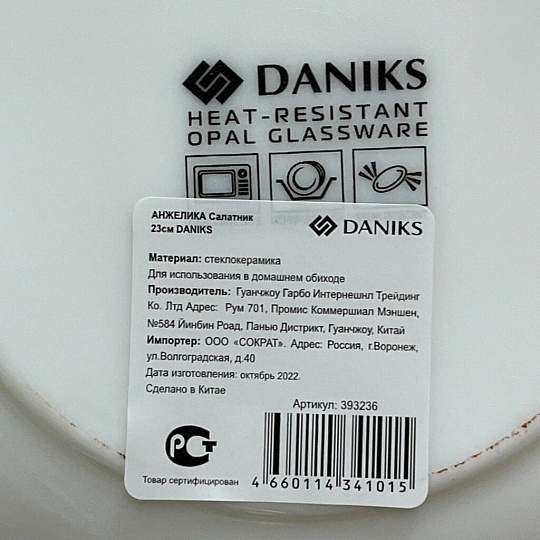 DANIKS
HEAT-RESISTANT
OPAL GLASSWARE
АНЖЕЛИКА Салатник
23см DANIKS
DANIKS
Материал: стеклокерамика
Для использования в домашнем обиходе
Производитель: Гуанчжоу Гарбо Интернешнл Трейдинг
Ко. Лтд Адрес: Рум 701, Промис Коммершиал Мэншен,
№584 Йинбин Роад, Панью Дистрикт, Гуанчжоу, Китай
Импортер: ООО «СОКРАТ». Адрес: Россия, г.Воронеж,
ул.Волгоградская, д.40
Дата изготовления: октябрь 2022.
Сделано в Китае
Артикул: 393236
РСТ
Товар сертифицирован
4 660114 341015